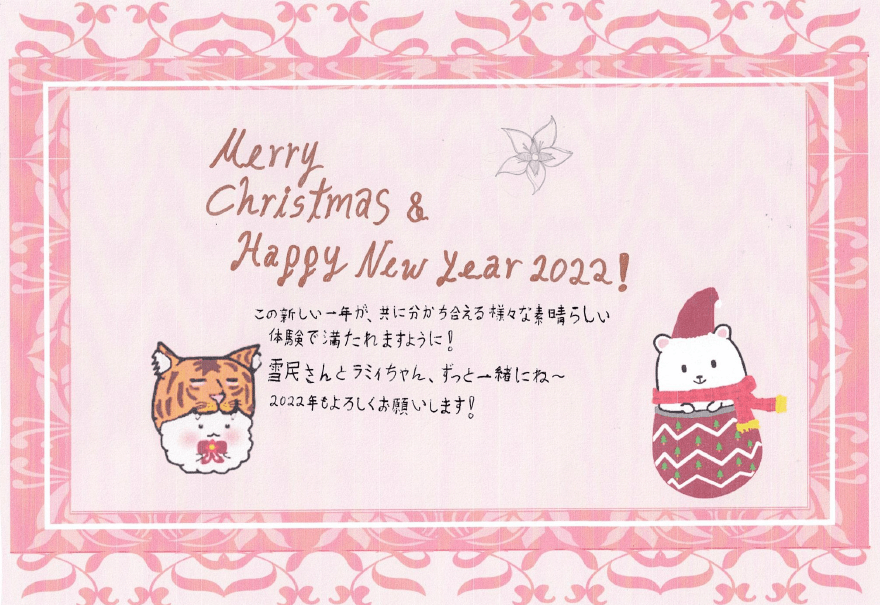 Merry
Christmas &
Happy New Year 2022!
この新しい一年が、共に分かち合える様々な素晴らしい
体験で満たれますように!
雪民さんとラミィちゃん、ずっと一緒にね〜
2022年もよろしくお願いします!